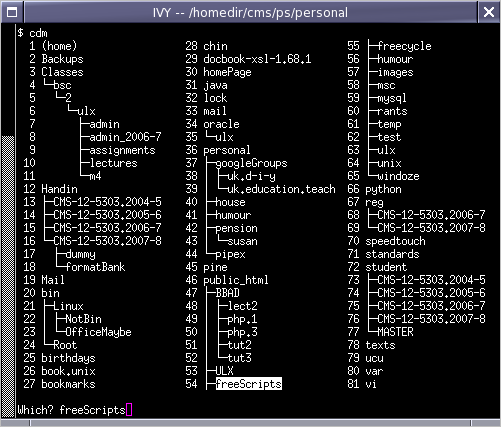 IVY -- /homedir/cms/ps/personal
$ cdm
1 (home)
2 Backups
3 Classes
4 bsc
5 2
6 ulx
7 admin
8 admin_2006-7
9 assignments
10 lectures
11 m4
12 Handin
13 CMS-12-5303.2004-5
14 CMS-12-5303.2005-6
15 CMS-12-5303.2006-7
16 CMS-12-5303.2007-8
17 dummy
18 formatBank
19 Mail
20 bin
21 Linux
22 NotBin
23 OfficeMaybe
24 Root
25 birthdays
26 book.unix
27 bookmarks
28 chin
29 docbook-xsl-1.68.1
30 homePage
31 java
32 lock
33 mail
34 oracle
35 ulx
36 personal
37 googleGroups
38 uk.d-i-y
39 uk.education.teach
40 house
41 humour
42 pension
43 susan
44 pipex
45 pine
46 public_html
47 BBAD
48 lect2
49 php.1
50 php.3
51 tut2
52 tut3
53 ULX
54 freeScripts
55 freecycle
56 humour
57 images
58 msc
59 mysql
60 rants
61 temp
62 test
63 ulx
64 unix
65 windoze
66 python
67 reg
68 CMS-12-5303.2006-7
69 CMS-12-5303.2007-8
70 speedtouch
71 standards
72 student
73 CMS-12-5303.2004-5
74 CMS-12-5303.2005-6
75 CMS-12-5303.2006-7
76 CMS-12-5303.2007-8
77 MASTER
78 texts
79 ucu
80 var
81 vi
Which? freeScripts